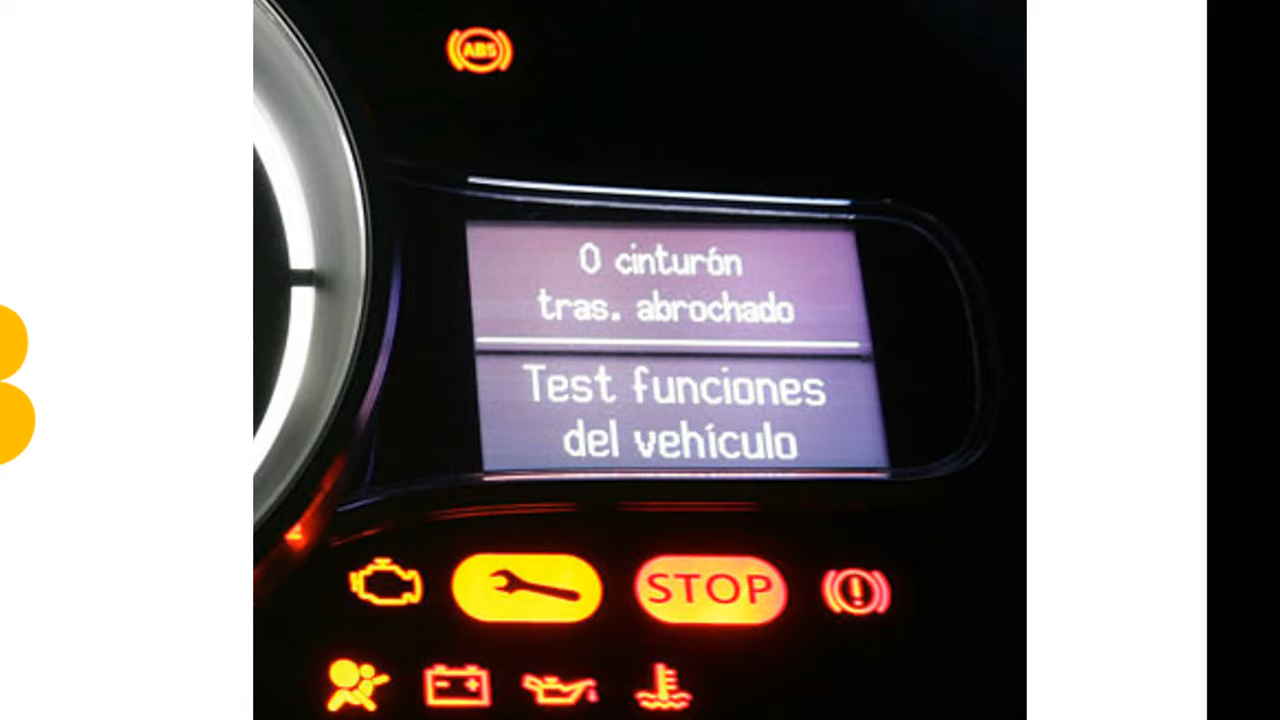 ABS
0 cinturón
tras. abrochado
Test funciones
del vehículo
STOP